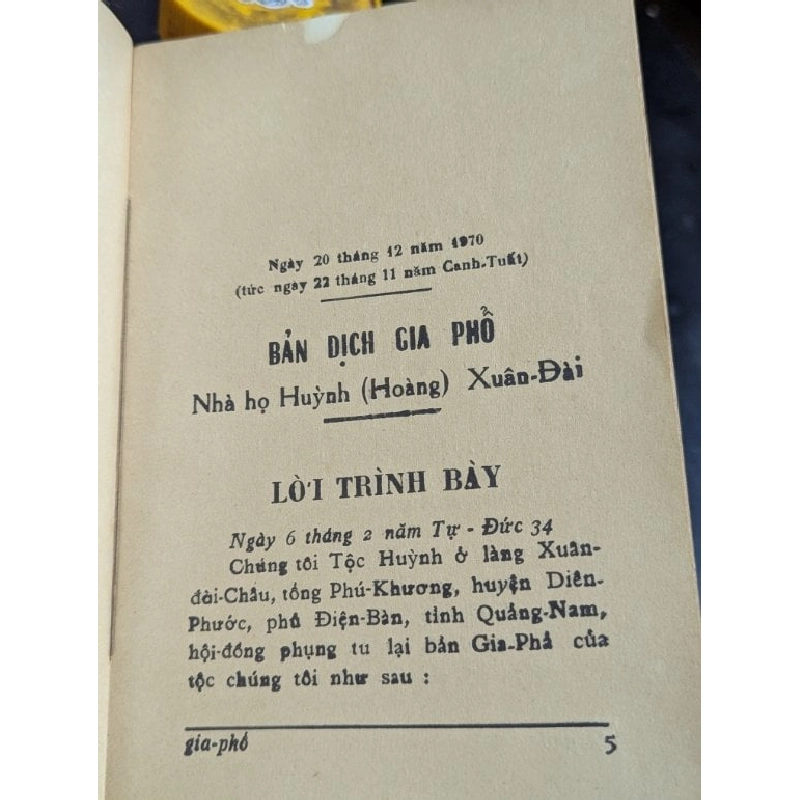 Ngày 20 tháng 12 năm 1970
(tức ngày 22 tháng 11 năm Canh-Tuất)
BẢN DỊCH GIA PHỔ
Nhà họ Huỳnh (Hoàng) Xuân-Đài
LỜI TRÌNH BÀY
Ngày 6 tháng 2 năm Tự - Đức 34
Chúng tôi Tộc Huỳnh ở làng Xuân-
đài-Châu, tổng Phú-Khương, huyện Diên-
Phước, phủ Điện-Bàn, tỉnh Quảng-Nam,
hội-đồng phụng tu lại bản Gia-Phả của
tộc chúng tôi như sau :
gia-phổ 5